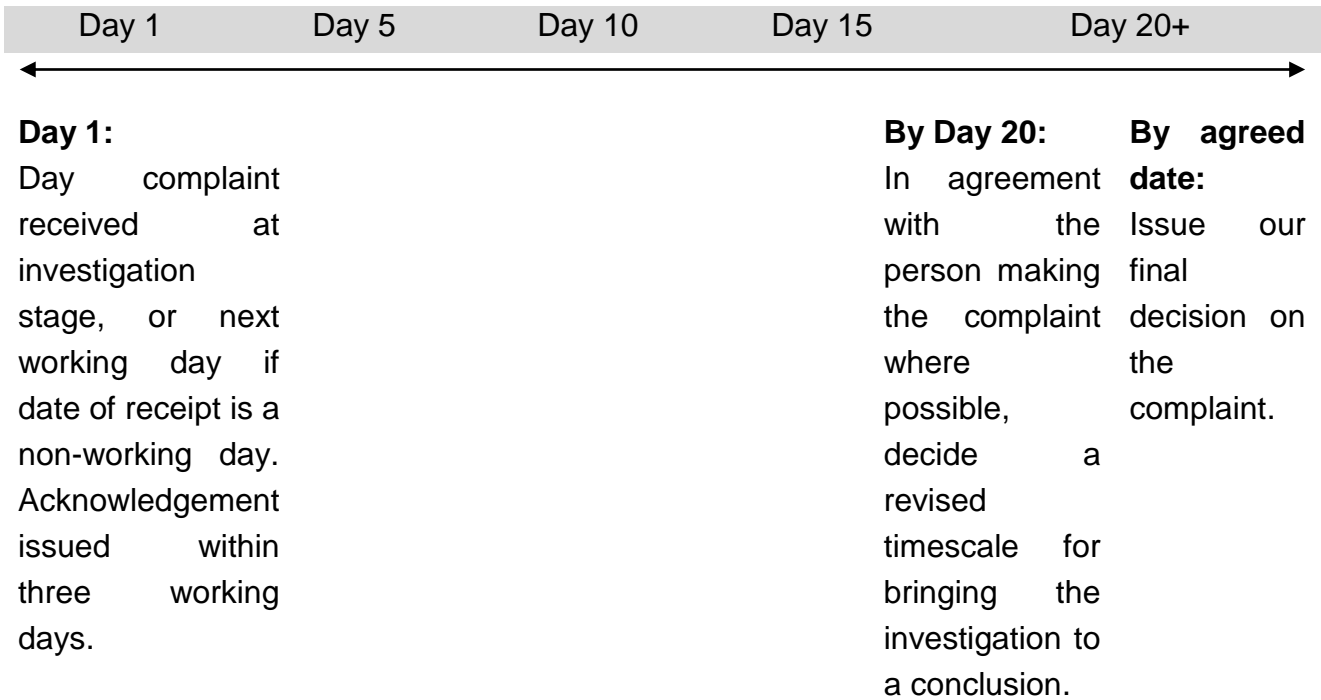 Day 1 Day 5 Day 10 Day 15 Day 20+
Day 1:
Day complaint
received at
investigation
stage, or next
working day if
date of receipt is a
non-working day.
Acknowledgement
issued within
three working
days.
By Day 20:
In agreement
with the
person making
the complaint
where
possible,
decide a
revised
timescale for
bringing the
investigation to
a conclusion.
By agreed
date:
Issue our
final
decision on
the
complaint.